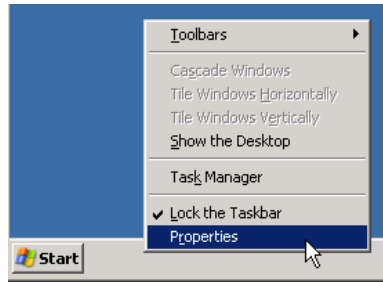 Toolbars
Cascade Windows
Tile Windows Horizontally
Tile Windows Vertically
Show the Desktop
Task Manager
Lock the Taskbar
Properties
Start